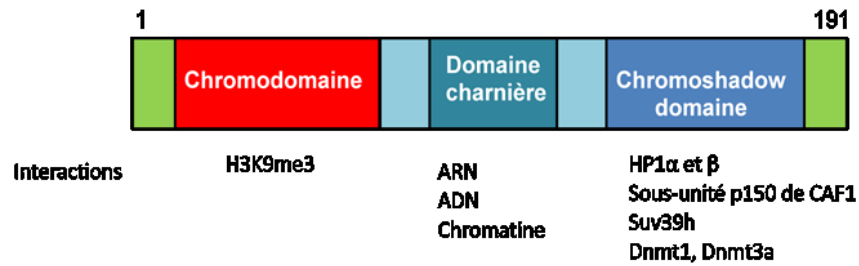 1 191
Chromodomaine
Domaine
charnière
Chromoshadow
domaine
Interactions
H3K9me3
ARN
ADN
Chromatine
HP1α et β
Sous-unité p150 de CAF1
Suv39h
Dnmt1, Dnmt3a